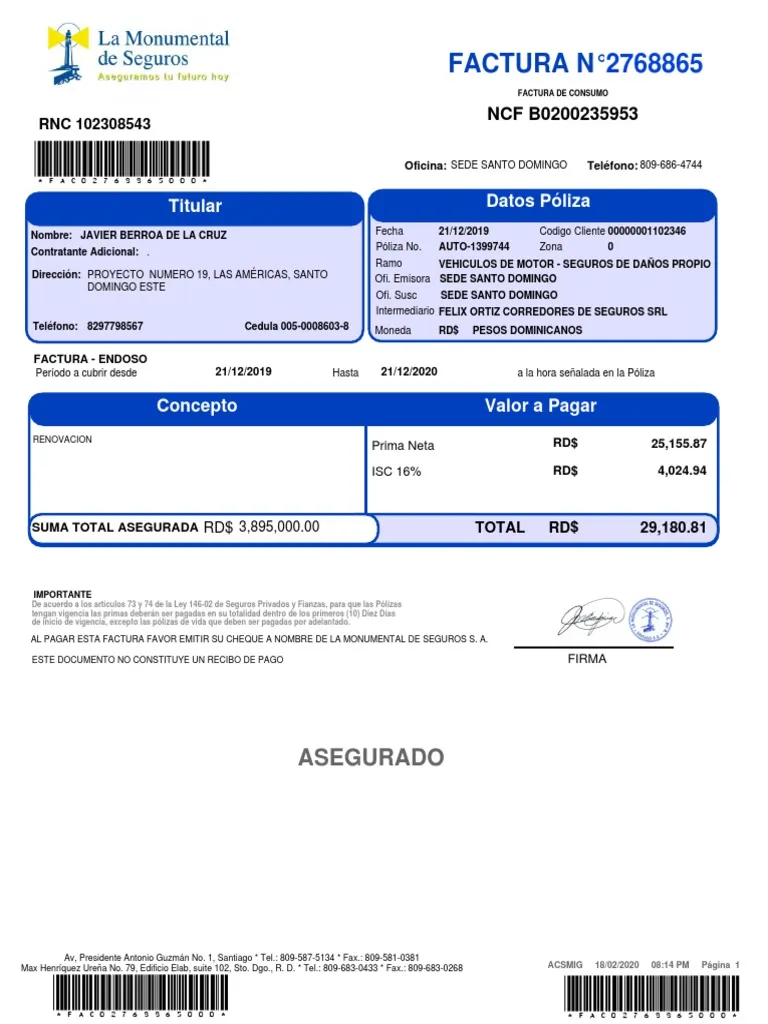 La Monumental
de Seguros
Aseguramos tu futuro hoy
FACTURA N°2768865
FACTURA DE CONSUMO
NCF B0200235953
RNC 102308543
*FAC02768865000*
Oficina: SEDE SANTO DOMINGO Teléfono: 809-686-4744
Titular
Nombre: JAVIER BERROA DE LA CRUZ
Contratante Adicional: .
Dirección: PROYECTO NUMERO 19, LAS AMÉRICAS, SANTO
DOMINGO ESTE
Teléfono: 8297798567 Cedula 005-0008603-8
Datos Póliza
Fecha 21/12/2019 Codigo Cliente 00000001102346
Póliza No. AUTO-1399744 Zona 0
Ramo VEHICULOS DE MOTOR - SEGUROS DE DAÑOS PROPIO
Ofi. Emisora SEDE SANTO DOMINGO
Ofi. Susc SEDE SANTO DOMINGO
Intermediario FELIX ORTIZ CORREDORES DE SEGUROS SRL
Moneda RD$ PESOS DOMINICANOS
FACTURA - ENDOSO
Período a cubrir desde 21/12/2019 Hasta 21/12/2020 a la hora señalada en la Póliza
Concepto Valor a Pagar
RENOVACION
Prima Neta RD$ 25,155.87
ISC 16% RD$ 4,024.94
SUMA TOTAL ASEGURADA RD$ 3,895,000.00
TOTAL RD$ 29,180.81
IMPORTANTE
De acuerdo a los artículos 73 y 74 de la Ley 146-02 de Seguros Privados y Fianzas, para que las Pólizas
tengan vigencia las primas deberán ser pagadas en su totalidad dentro de los primeros (10) Diez Días
de inicio de vigencia, excepto las pólizas de vida que deben ser pagadas por adelantado.
AL PAGAR ESTA FACTURA FAVOR EMITIR SU CHEQUE A NOMBRE DE LA MONUMENTAL DE SEGUROS S. A.
ESTE DOCUMENTO NO CONSTITUYE UN RECIBO DE PAGO
FIRMA
ASEGURADO
Av, Presidente Antonio Guzmán No. 1, Santiago * Tel.: 809-587-5134 * Fax.: 809-581-0381
Max Henríquez Ureña No. 79, Edificio Elab, suite 102, Sto. Dgo., R. D. * Tel.: 809-683-0433 * Fax.: 809-683-0268
ACSMIG 18/02/2020 08:14 PM Página 1
*FAC02768865000*
*FAC02768865000*